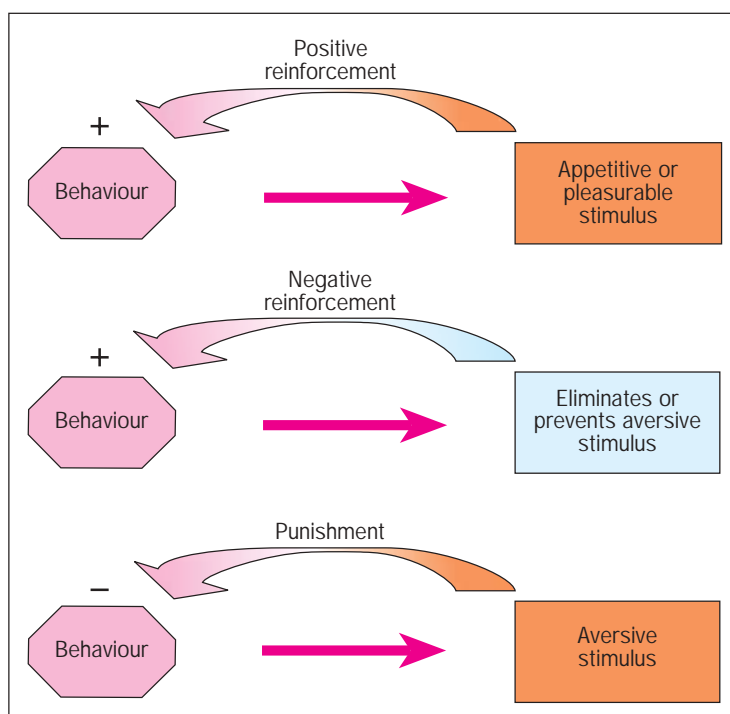 Positive
reinforcement
+
Behaviour
Appetitive or
pleasurable
stimulus
Negative
reinforcement
+
Behaviour
Eliminates or
prevents aversive
stimulus
Punishment
–
Behaviour
Aversive
stimulus